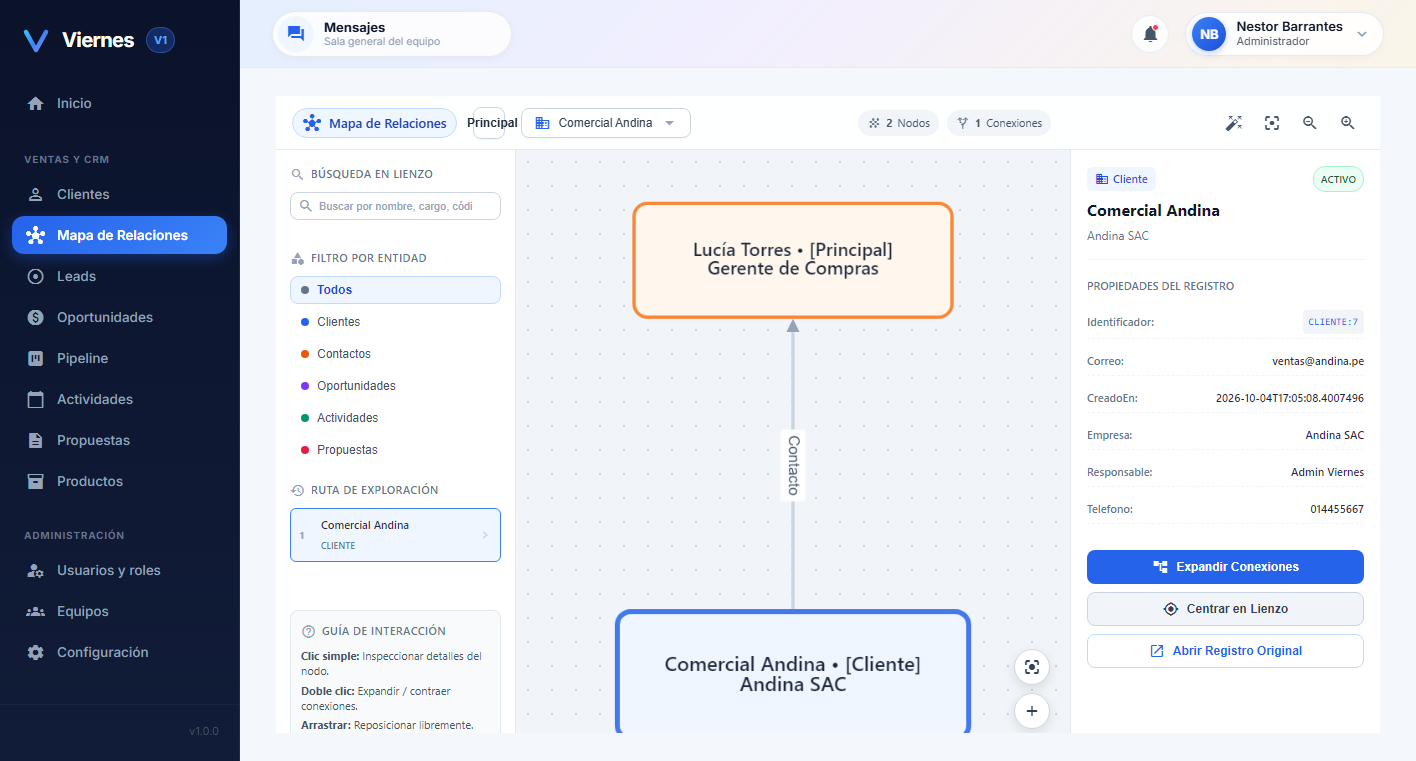 Viernes V1
Inicio
VENTAS Y CRM
Clientes
Mapa de Relaciones
Leads
Oportunidades
Pipeline
Actividades
Propuestas
Productos
ADMINISTRACIÓN
Usuarios y roles
Equipos
Configuración
v1.0.0
Mensajes
Sala general del equipo
NB
Nestor Barrantes
Administrador
Mapa de Relaciones
Principal
Comercial Andina
2 Nodos
1 Conexiones
BÚSQUEDA EN LIENZO
Buscar por nombre, cargo, códi
FILTRO POR ENTIDAD
Todos
Clientes
Contactos
Oportunidades
Actividades
Propuestas
RUTA DE EXPLORACIÓN
1
Comercial Andina
CLIENTE
GUÍA DE INTERACCIÓN
Clic simple: Inspeccionar detalles del
nodo.
Doble clic: Expandir / contraer
conexiones.
Arrastrar: Reposicionar libremente.
Lucía Torres • [Principal]
Gerente de Compras
Contacto
Comercial Andina • [Cliente]
Andina SAC
Cliente
ACTIVO
Comercial Andina
Andina SAC
PROPIEDADES DEL REGISTRO
Identificador: CLIENTE:7
Correo: ventas@andina.pe
CreadoEn: 2026-10-04T17:05:08.4007496
Empresa: Andina SAC
Responsable: Admin Viernes
Telefono: 014455667
Expandir Conexiones
Centrar en Lienzo
Abrir Registro Original